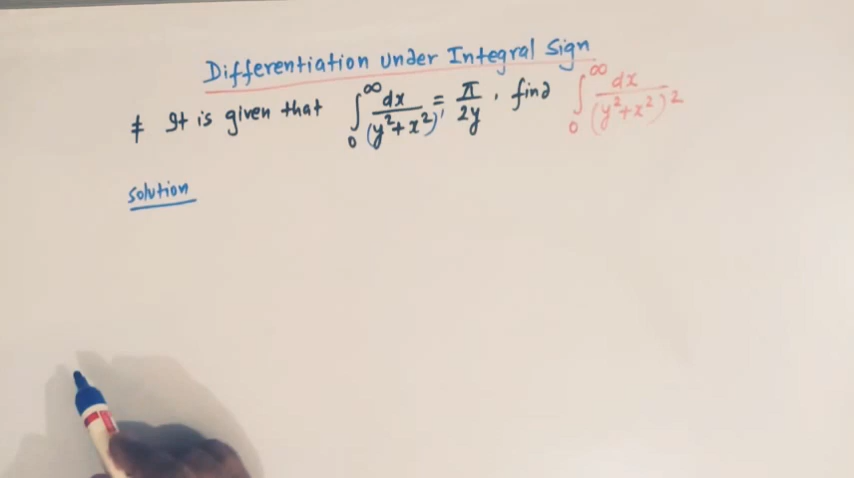 Differentiation under Integral Sign
# It is given that ∫₀^∞ dx/(y²+x²)' = π/2y . find ∫₀^∞ dx/(y²+x²)²
solution